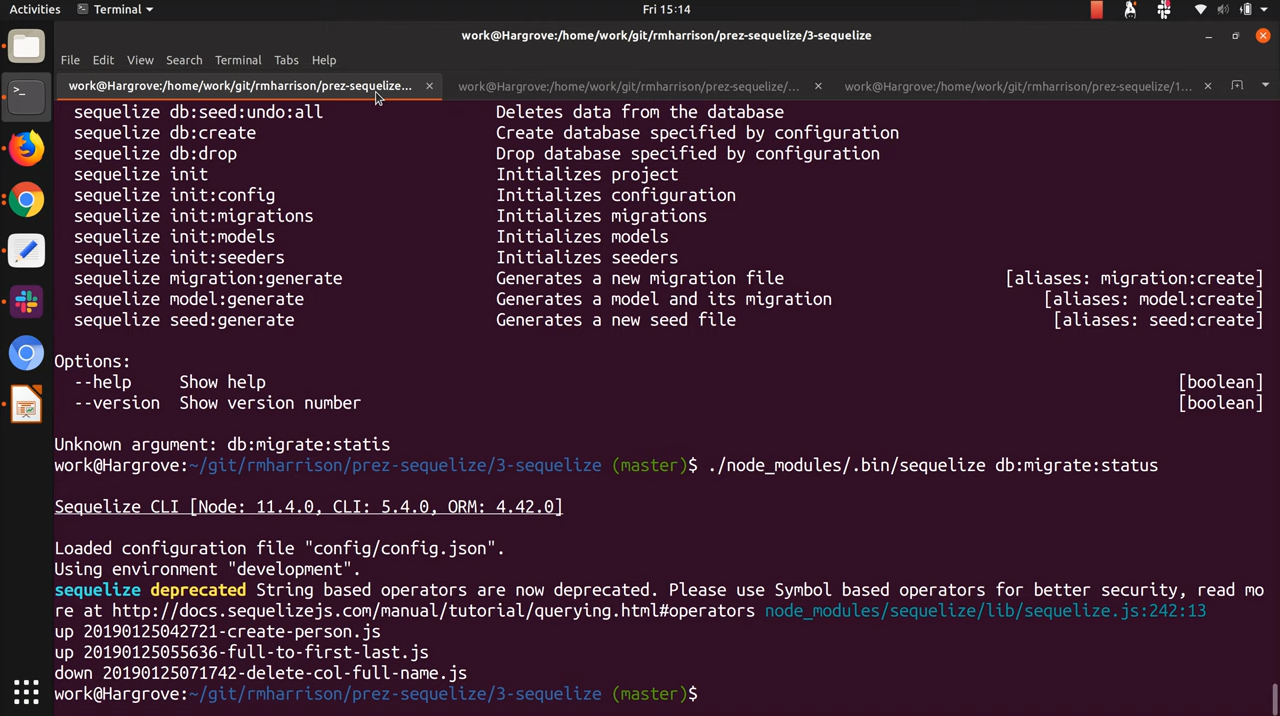 Activities Terminal Fri 15:14
work@Hargrove:/home/work/git/rmharrison/prez-sequelize/3-sequelize
File Edit View Search Terminal Tabs Help
work@Hargrove:/home/work/git/rmharrison/prez-sequelize... work@Hargrove:/home/work/git/rmharrison/prez-sequelize/... work@Hargrove:/home/work/git/rmharrison/prez-sequelize/1...
sequelize db:seed:undo:all Deletes data from the database
sequelize db:create Create database specified by configuration
sequelize db:drop Drop database specified by configuration
sequelize init Initializes project
sequelize init:config Initializes configuration
sequelize init:migrations Initializes migrations
sequelize init:models Initializes models
sequelize init:seeders Initializes seeders
sequelize migration:generate Generates a new migration file [aliases: migration:create]
sequelize model:generate Generates a model and its migration [aliases: model:create]
sequelize seed:generate Generates a new seed file [aliases: seed:create]
Options:
--help Show help [boolean]
--version Show version number [boolean]
Unknown argument: db:migrate:statis
work@Hargrove:~/git/rmharrison/prez-sequelize/3-sequelize (master)$ ./node_modules/.bin/sequelize db:migrate:status
Sequelize CLI [Node: 11.4.0, CLI: 5.4.0, ORM: 4.42.0]
Loaded configuration file "config/config.json".
Using environment "development".
sequelize deprecated String based operators are now deprecated. Please use Symbol based operators for better security, read mo
re at http://docs.sequelizejs.com/manual/tutorial/querying.html#operators node_modules/sequelize/lib/sequelize.js:242:13
up 20190125042721-create-person.js
up 20190125055636-full-to-first-last.js
down 20190125071742-delete-col-full-name.js
work@Hargrove:~/git/rmharrison/prez-sequelize/3-sequelize (master)$